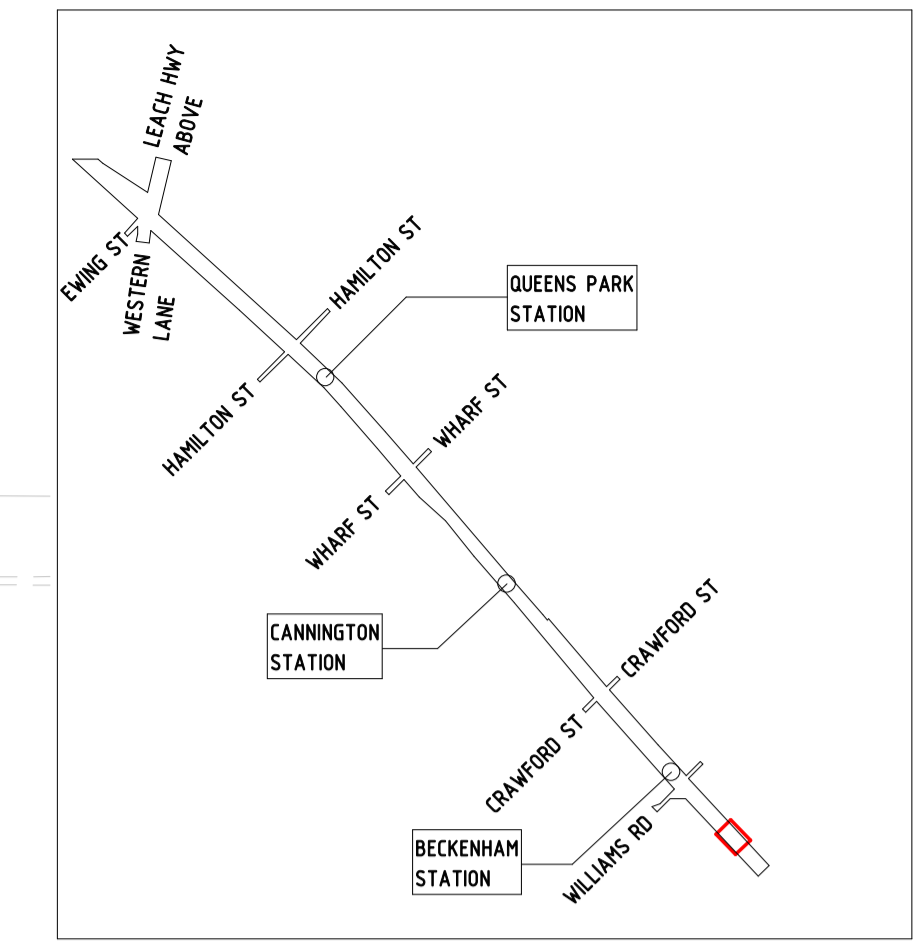 LEACH HWY
ABOVE
EWING ST
WESTERN
LANE
HAMILTON ST
QUEENS PARK
STATION
HAMILTON ST
WHARF ST
WHARF ST
CANNINGTON
STATION
CRAWFORD ST
CRAWFORD ST
BECKENHAM
STATION
WILLIAMS RD